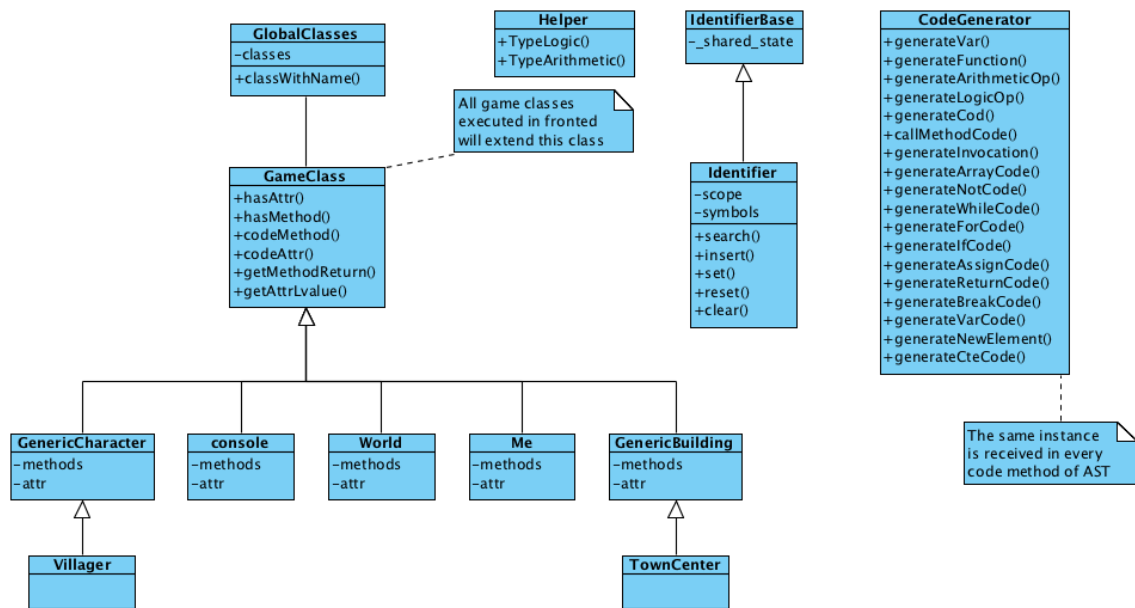 GlobalClasses
-classes
+classWithName()
Helper
+TypeLogic()
+TypeArithmetic()
IdentifierBase
-_shared_state
CodeGenerator
+generateVar()
+generateFunction()
+generateArithmeticOp()
+generateLogicOp()
+generateCod()
+callMethodCode()
+generateInvocation()
+generateArrayCode()
+generateNotCode()
+generateWhileCode()
+generateForCode()
+generateIfCode()
+generateAssignCode()
+generateReturnCode()
+generateBreakCode()
+generateVarCode()
+generateNewElement()
+generateCteCode()
All game classes
executed in fronted
will extend this class
GameClass
+hasAttr()
+hasMethod()
+codeMethod()
+codeAttr()
+getMethodReturn()
+getAttrLvalue()
Identifier
-scope
-symbols
+search()
+insert()
+set()
+reset()
+clear()
GenericCharacter
-methods
-attr
console
-methods
-attr
World
-methods
-attr
Me
-methods
-attr
GenericBuilding
-methods
-attr
The same instance
is received in every
code method of AST
Villager
TownCenter